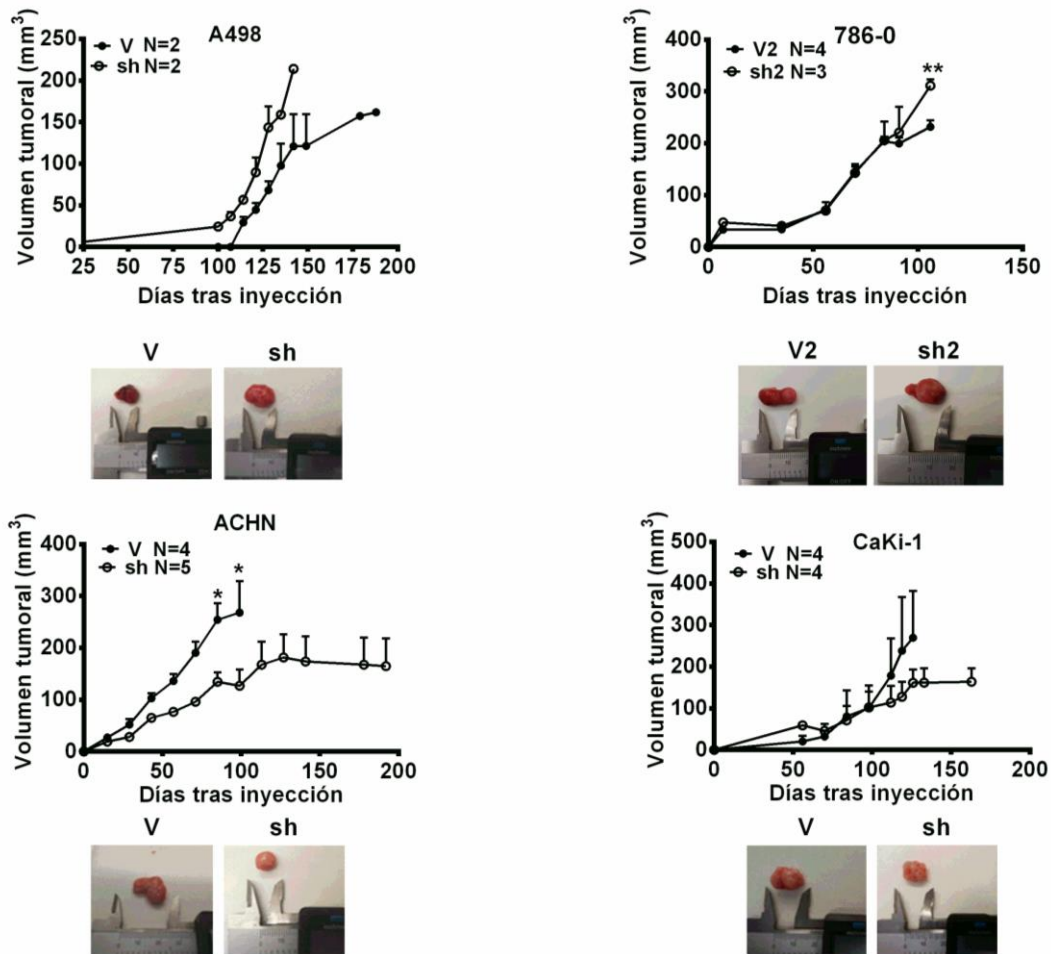 A498
V N=2
sh N=2
Volumen tumoral (mm³)
250
200
150
100
50
0
25 50 75 100 125 150 175 200
Días tras inyección
V sh
786-0
V2 N=4
sh2 N=3
**
Volumen tumoral (mm³)
400
300
200
100
0
0 50 100 150
Días tras inyección
V2 sh2
ACHN
V N=4
sh N=5
* *
Volumen tumoral (mm³)
400
300
200
100
0
0 50 100 150 200
Días tras inyección
V sh
CaKi-1
V N=4
sh N=4
Volumen tumoral (mm³)
500
400
300
200
100
0
0 50 100 150 200
Días tras inyección
V sh